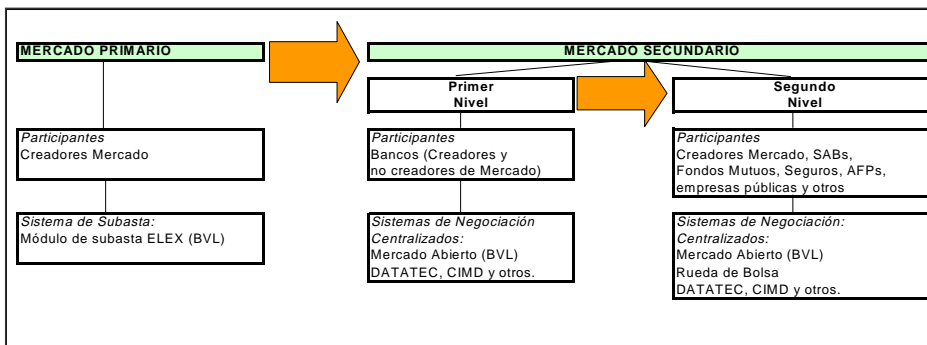 MERCADO PRIMARIO
MERCADO SECUNDARIO
Primer
Nivel
Segundo
Nivel
Participantes
Creadores Mercado
Participantes
Bancos (Creadores y
no creadores de Mercado)
Participantes
Creadores Mercado, SABs,
Fondos Mutuos, Seguros, AFPs,
empresas públicas y otros
Sistema de Subasta:
Módulo de subasta ELEX (BVL)
Sistemas de Negociación
Centralizados:
Mercado Abierto (BVL)
DATATEC, CIMD y otros.
Sistemas de Negociación:
Centralizados:
Mercado Abierto (BVL)
Rueda de Bolsa
DATATEC, CIMD y otros.